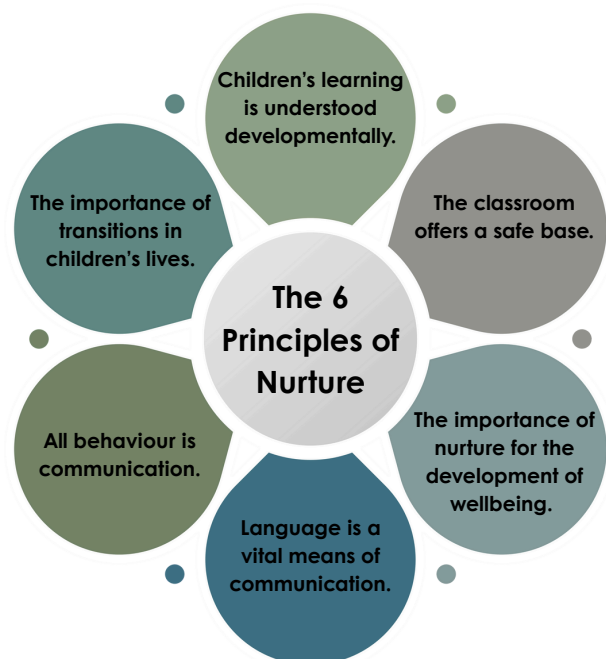 The 6
Principles of
Nurture
Children’s learning
is understood
developmentally.
The classroom
offers a safe base.
The importance of
nurture for the
development of
wellbeing.
Language is a
vital means of
communication.
All behaviour is
communication.
The importance of
transitions in
children’s lives.